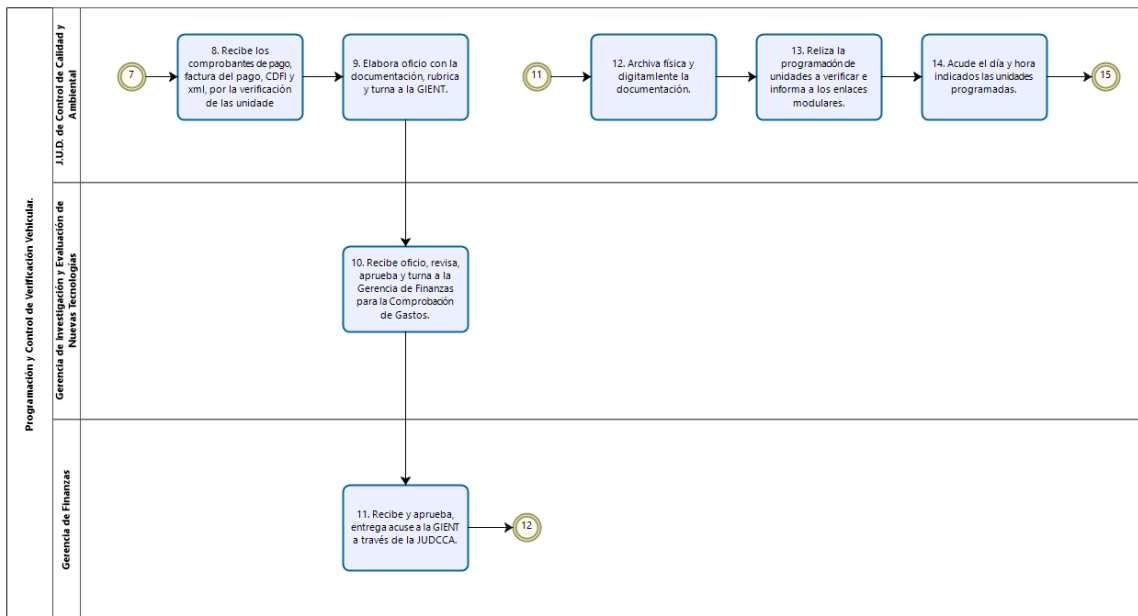 Programación y Control de Verificación Vehicular.
J.U.D. de Control de Calidad y
Ambiental
7
8. Recibe los
comprobantes de pago,
factura del pago, CDFI y
xml, por la verificación
de las unidade
9. Elabora oficio con la
documentación, rubrica
y turna a la GIENT.
11
12. Archiva física y
digitamlente la
documentación.
13. Reliza la
programación de
unidades a verificar e
informa a los enlaces
modulares.
14. Acude el día y hora
indicados las unidades
programadas.
15
Gerencia de Investigación y Evaluación de
Nuevas Tecnologías
10. Recibe oficio, revisa,
aprueba y turna a la
Gerencia de Finanzas
para la Comprobación
de Gastos.
Gerencia de Finanzas
11. Recibe y aprueba,
entrega acuse a la GIENT
a través de la JUDCCA.
12